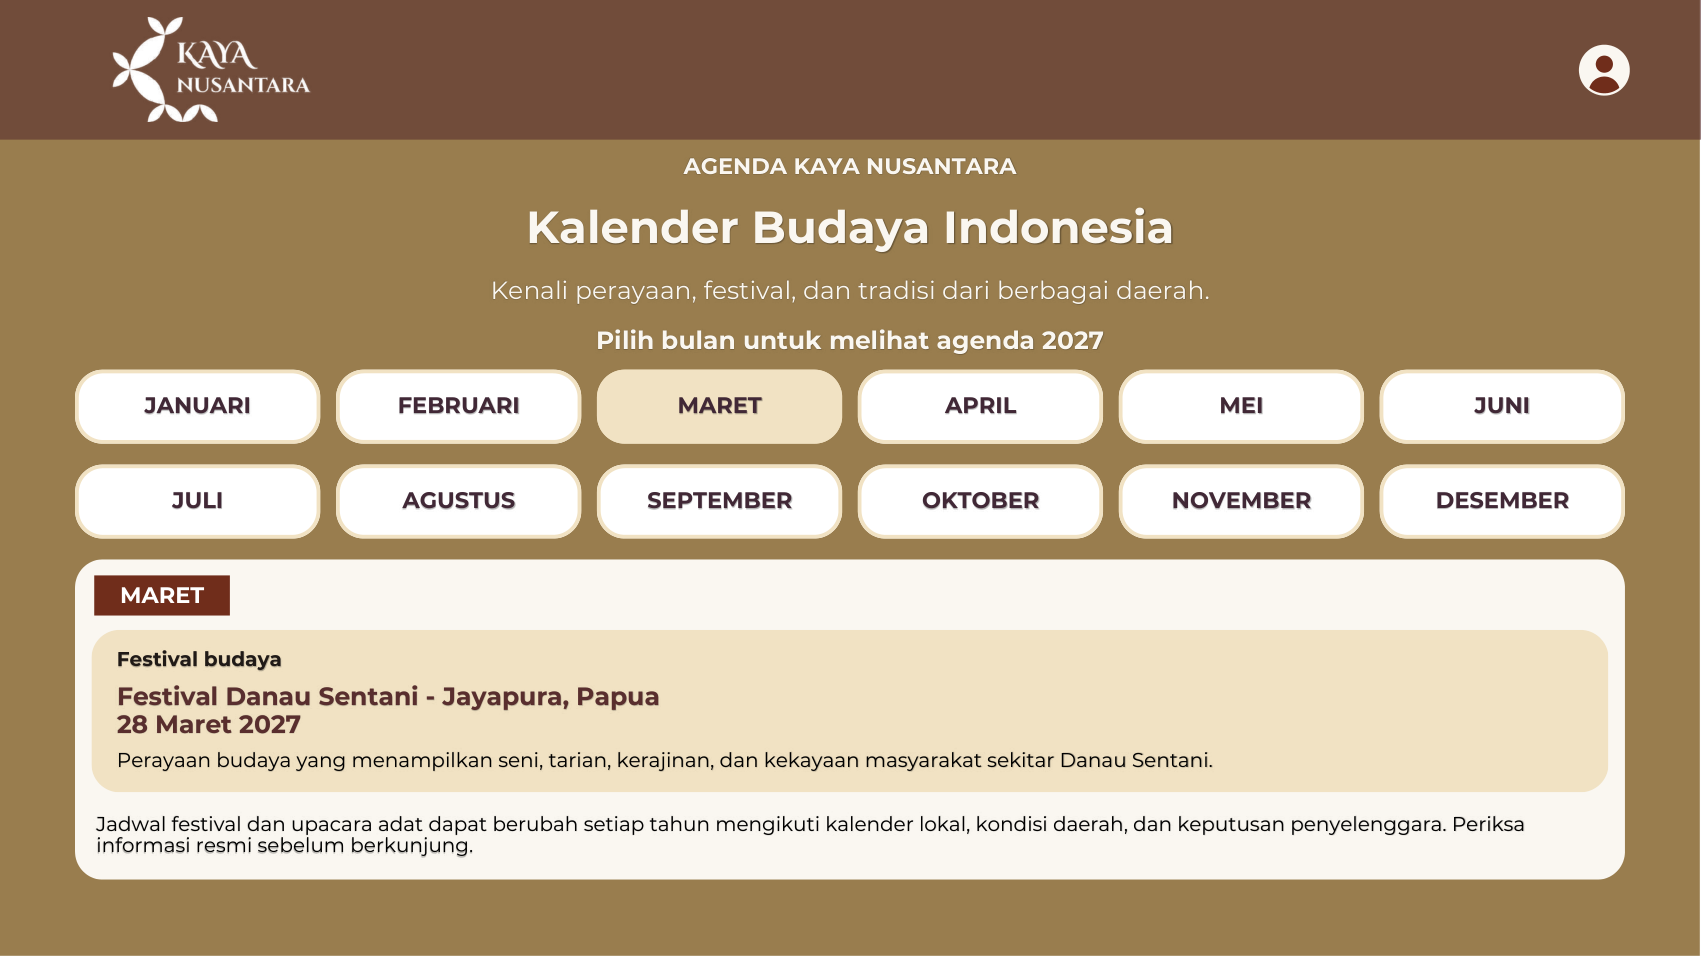 KAYA
NUSANTARA
AGENDA KAYA NUSANTARA
Kalender Budaya Indonesia
Kenali perayaan, festival, dan tradisi dari berbagai daerah.
Pilih bulan untuk melihat agenda 2027
JANUARI
FEBRUARI
MARET
APRIL
MEI
JUNI
JULI
AGUSTUS
SEPTEMBER
OKTOBER
NOVEMBER
DESEMBER
MARET
Festival budaya
Festival Danau Sentani - Jayapura, Papua
28 Maret 2027
Perayaan budaya yang menampilkan seni, tarian, kerajinan, dan kekayaan masyarakat sekitar Danau Sentani.
Jadwal festival dan upacara adat dapat berubah setiap tahun mengikuti kalender lokal, kondisi daerah, dan keputusan penyelenggara. Periksa
informasi resmi sebelum berkunjung.